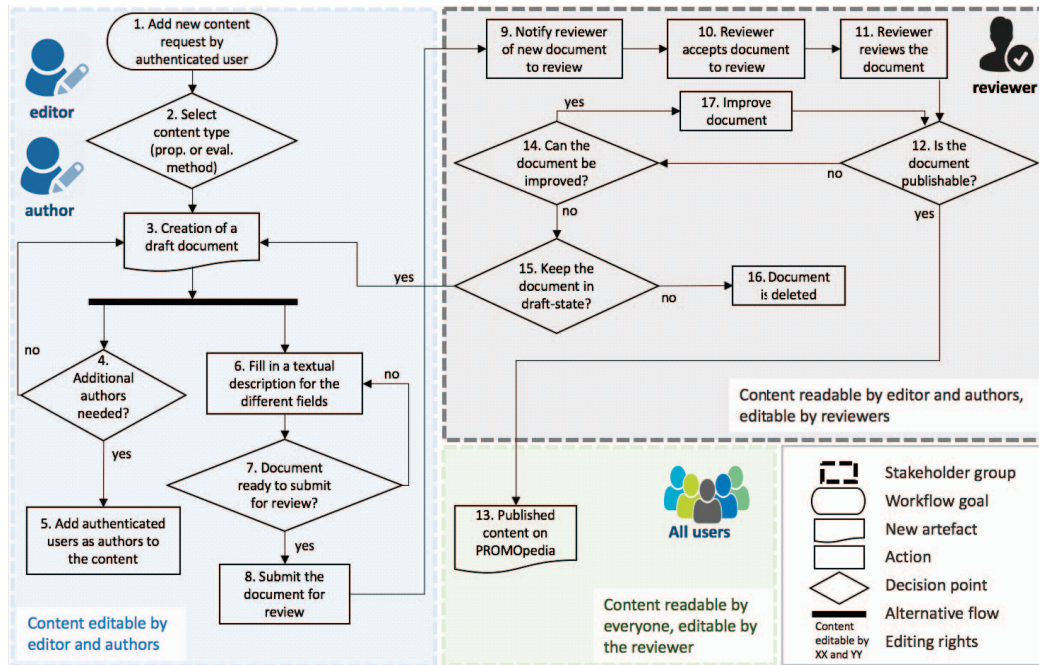 1. Add new content
request by
authenticated user
editor
2. Select
content type
(prop. or eval.
method)
author
3. Creation of a
draft document
no
4.
Additional
authors
needed?
yes
5. Add authenticated
users as authors to
the content
6. Fill in a textual
description for the
different fields
no
7. Document
ready to submit
for review?
yes
8. Submit the
document for
review
Content editable by
editor and authors
9. Notify reviewer
of new document
to review
10. Reviewer
accepts document
to review
11. Reviewer
reviews the
document
reviewer
yes
17. Improve
document
14. Can the
document be
improved?
no
12. Is the
document
publishable?
yes
no
15. Keep the
document in
draft-state?
yes
no
16. Document
is deleted
Content readable by editor and authors,
editable by reviewers
13. Published
content on
PROMOpedia
All users
Content readable by
everyone, editable by
the reviewer
Stakeholder group
Workflow goal
New artefact
Action
Decision point
Alternative flow
Content
editable by
XX and YY
Editing rights